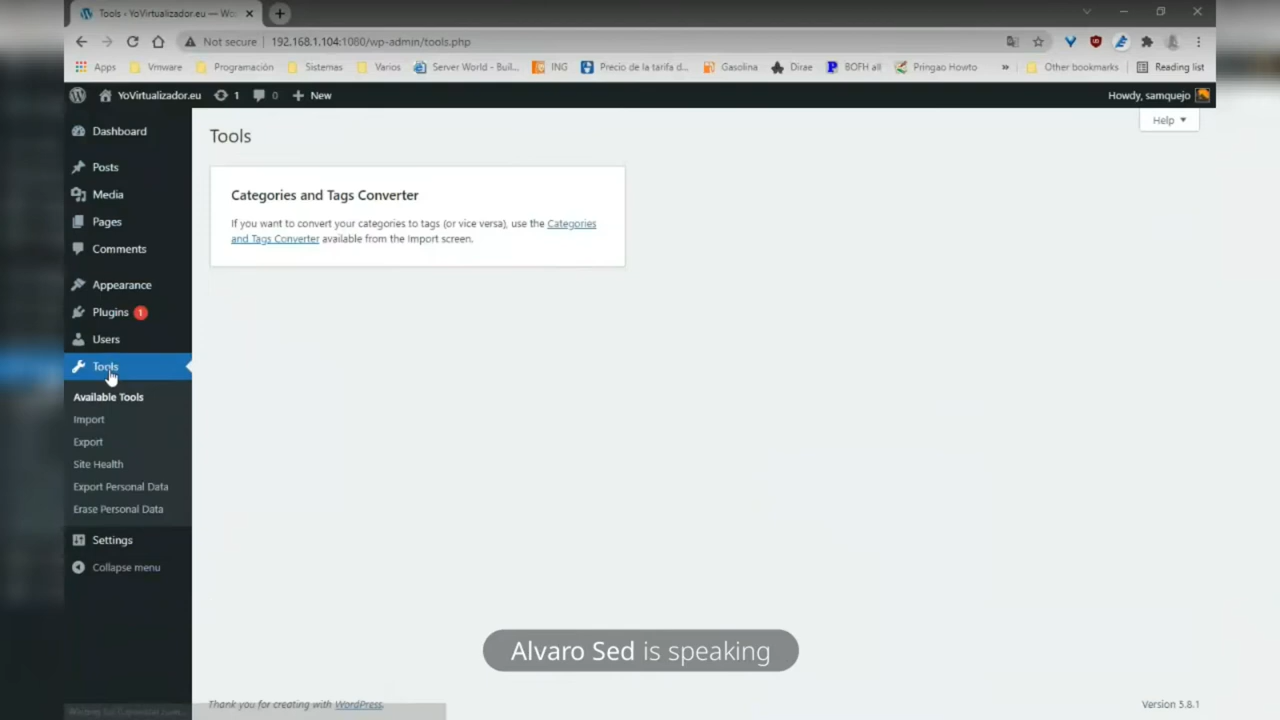 Tools ‹ YoVirtualizador.eu — Wo
Not secure
192.168.1.104:1080/wp-admin/tools.php
Apps
Vmware
Programación
Sistemas
Varios
Server World - Buil...
ING
Precio de la tarifa d...
Gasolina
Dirae
BOFH all
Pringao Howto
»
Other bookmarks
Reading list
YoVirtualizador.eu
1
0
New
Howdy, samquejo
Help
Dashboard
Posts
Media
Pages
Comments
Appearance
Plugins 1
Users
Tools
Available Tools
Import
Export
Site Health
Export Personal Data
Erase Personal Data
Settings
Collapse menu
Tools
Categories and Tags Converter
If you want to convert your categories to tags (or vice versa), use the Categories
and Tags Converter available from the Import screen.
Alvaro Sed is speaking
Thank you for creating with WordPress.
Version 5.8.1